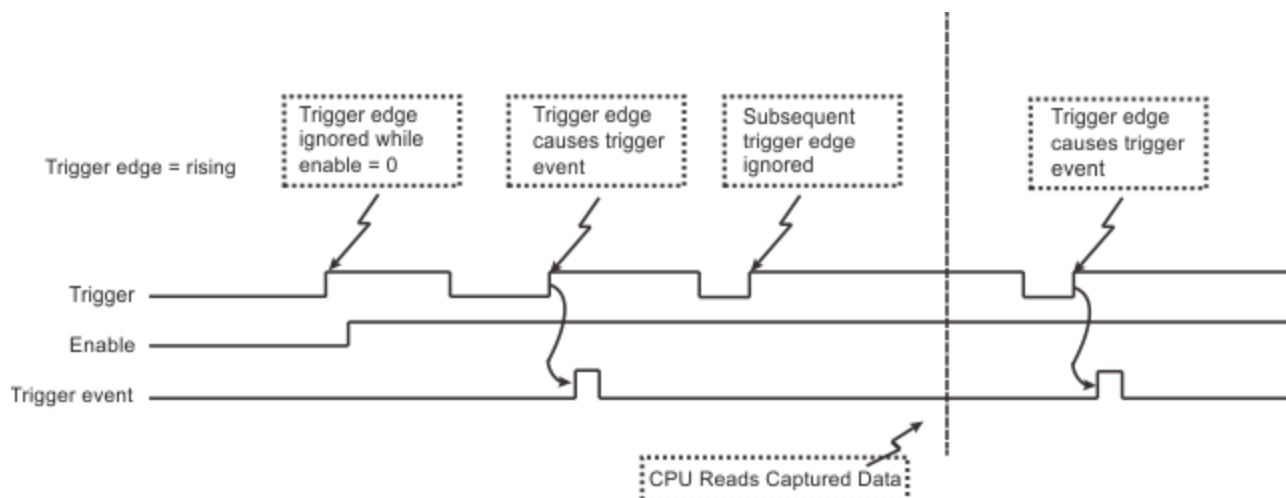 Trigger edge
ignored while
enable = 0
Trigger edge
causes trigger
event
Subsequent
trigger edge
ignored
Trigger edge
causes trigger
event
Trigger edge = rising
Trigger
Enable
Trigger event
CPU Reads Captured Data